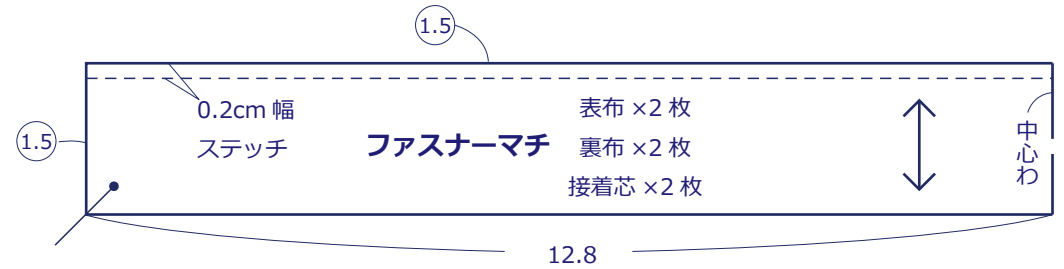 1.5
0.2cm 幅
ステッチ
1.5
ファスナーマチ
表布 ×2 枚
裏布 ×2 枚
接着芯 ×2 枚
中心わ
12.8